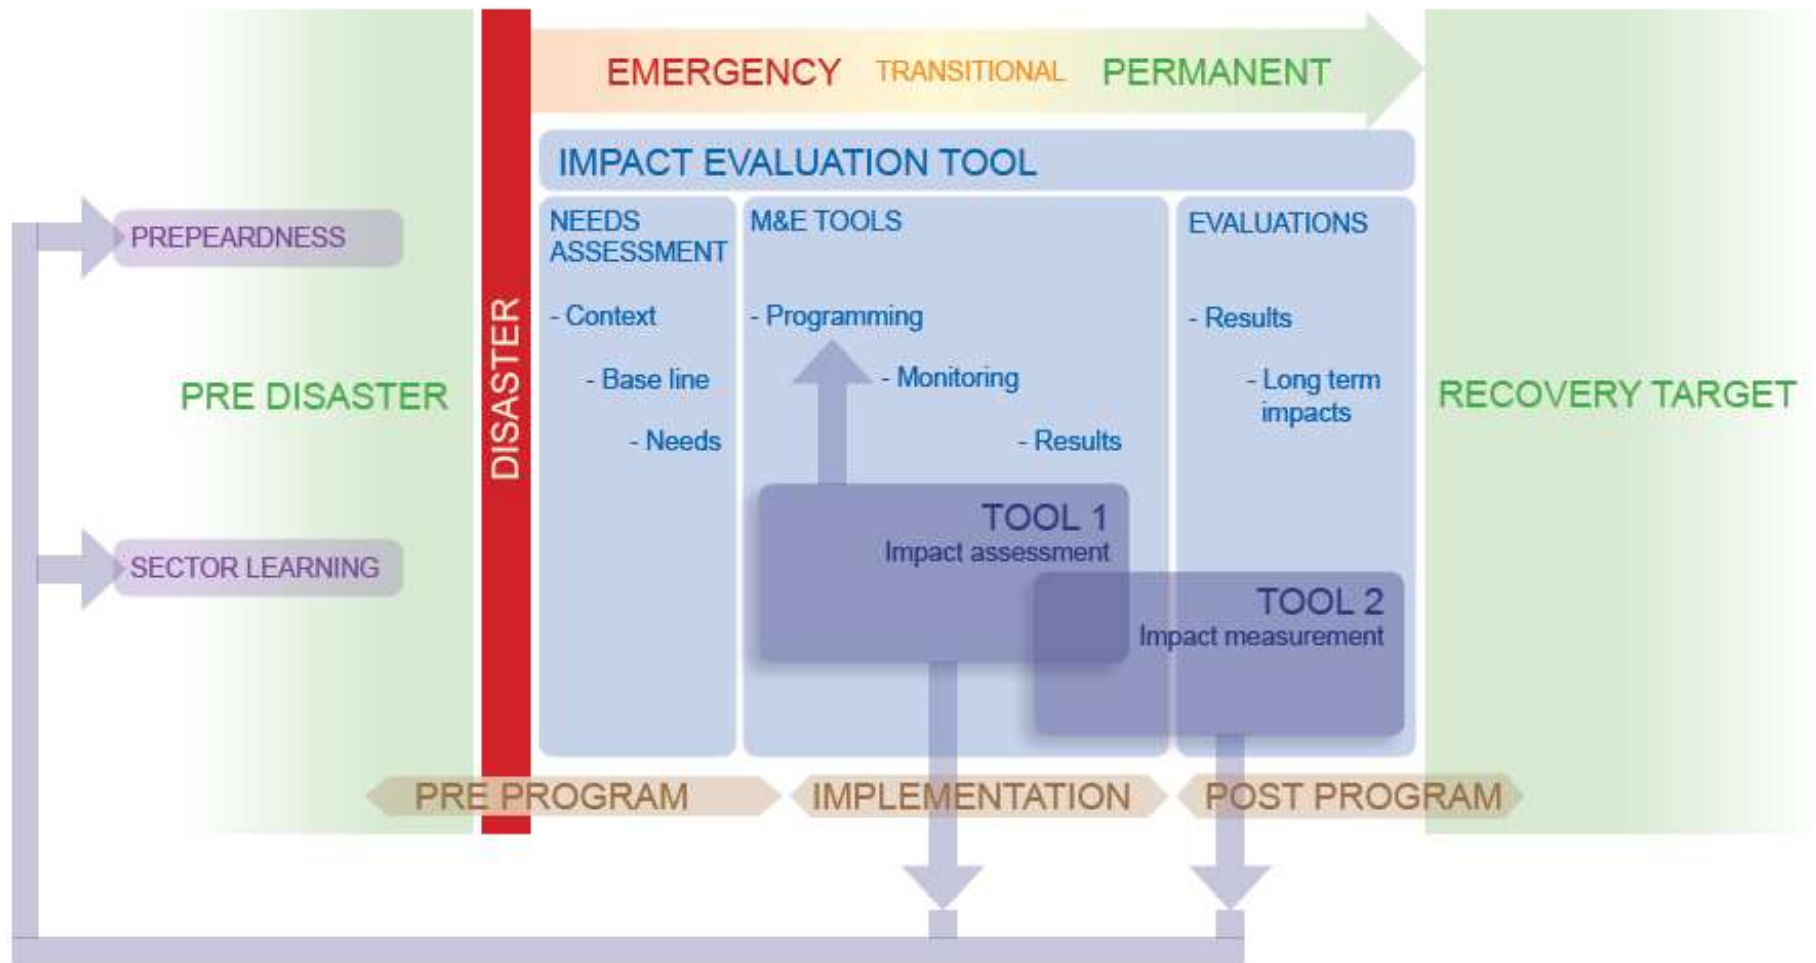 EMERGENCY TRANSITIONAL PERMANENT
IMPACT EVALUATION TOOL
PREPEARDNESS
SECTOR LEARNING
PRE DISASTER
DISASTER
NEEDS
ASSESSMENT
- Context
- Base line
- Needs
M&E TOOLS
- Programming
- Monitoring
- Results
EVALUATIONS
- Results
- Long term
impacts
TOOL 1
Impact assessment
TOOL 2
Impact measurement
RECOVERY TARGET
PRE PROGRAM
IMPLEMENTATION
POST PROGRAM